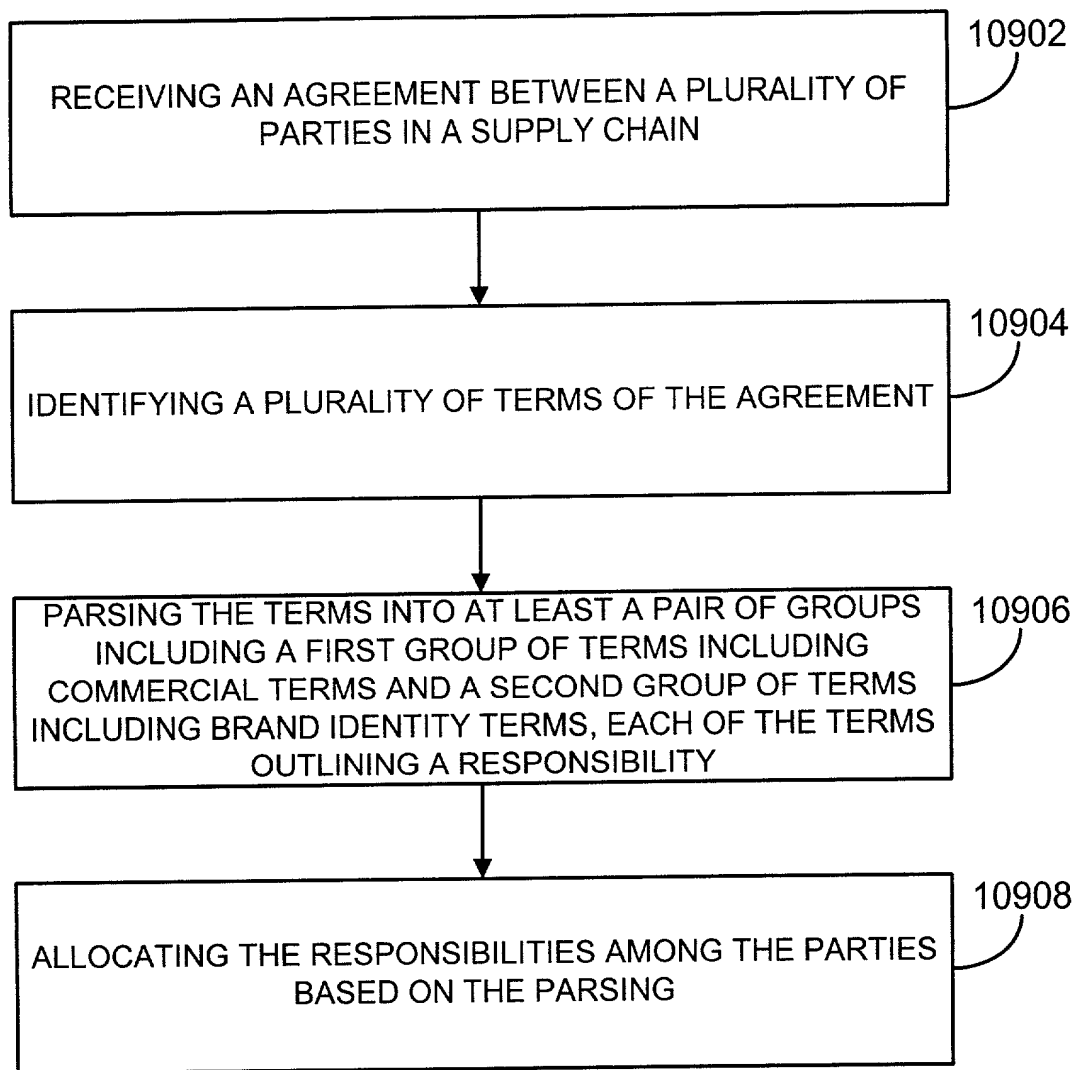 10902
RECEIVING AN AGREEMENT BETWEEN A PLURALITY OF
PARTIES IN A SUPPLY CHAIN
10904
IDENTIFYING A PLURALITY OF TERMS OF THE AGREEMENT
10906
PARSING THE TERMS INTO AT LEAST A PAIR OF GROUPS
INCLUDING A FIRST GROUP OF TERMS INCLUDING
COMMERCIAL TERMS AND A SECOND GROUP OF TERMS
INCLUDING BRAND IDENTITY TERMS, EACH OF THE TERMS
OUTLINING A RESPONSIBILITY
10908
ALLOCATING THE RESPONSIBILITIES AMONG THE PARTIES
BASED ON THE PARSING